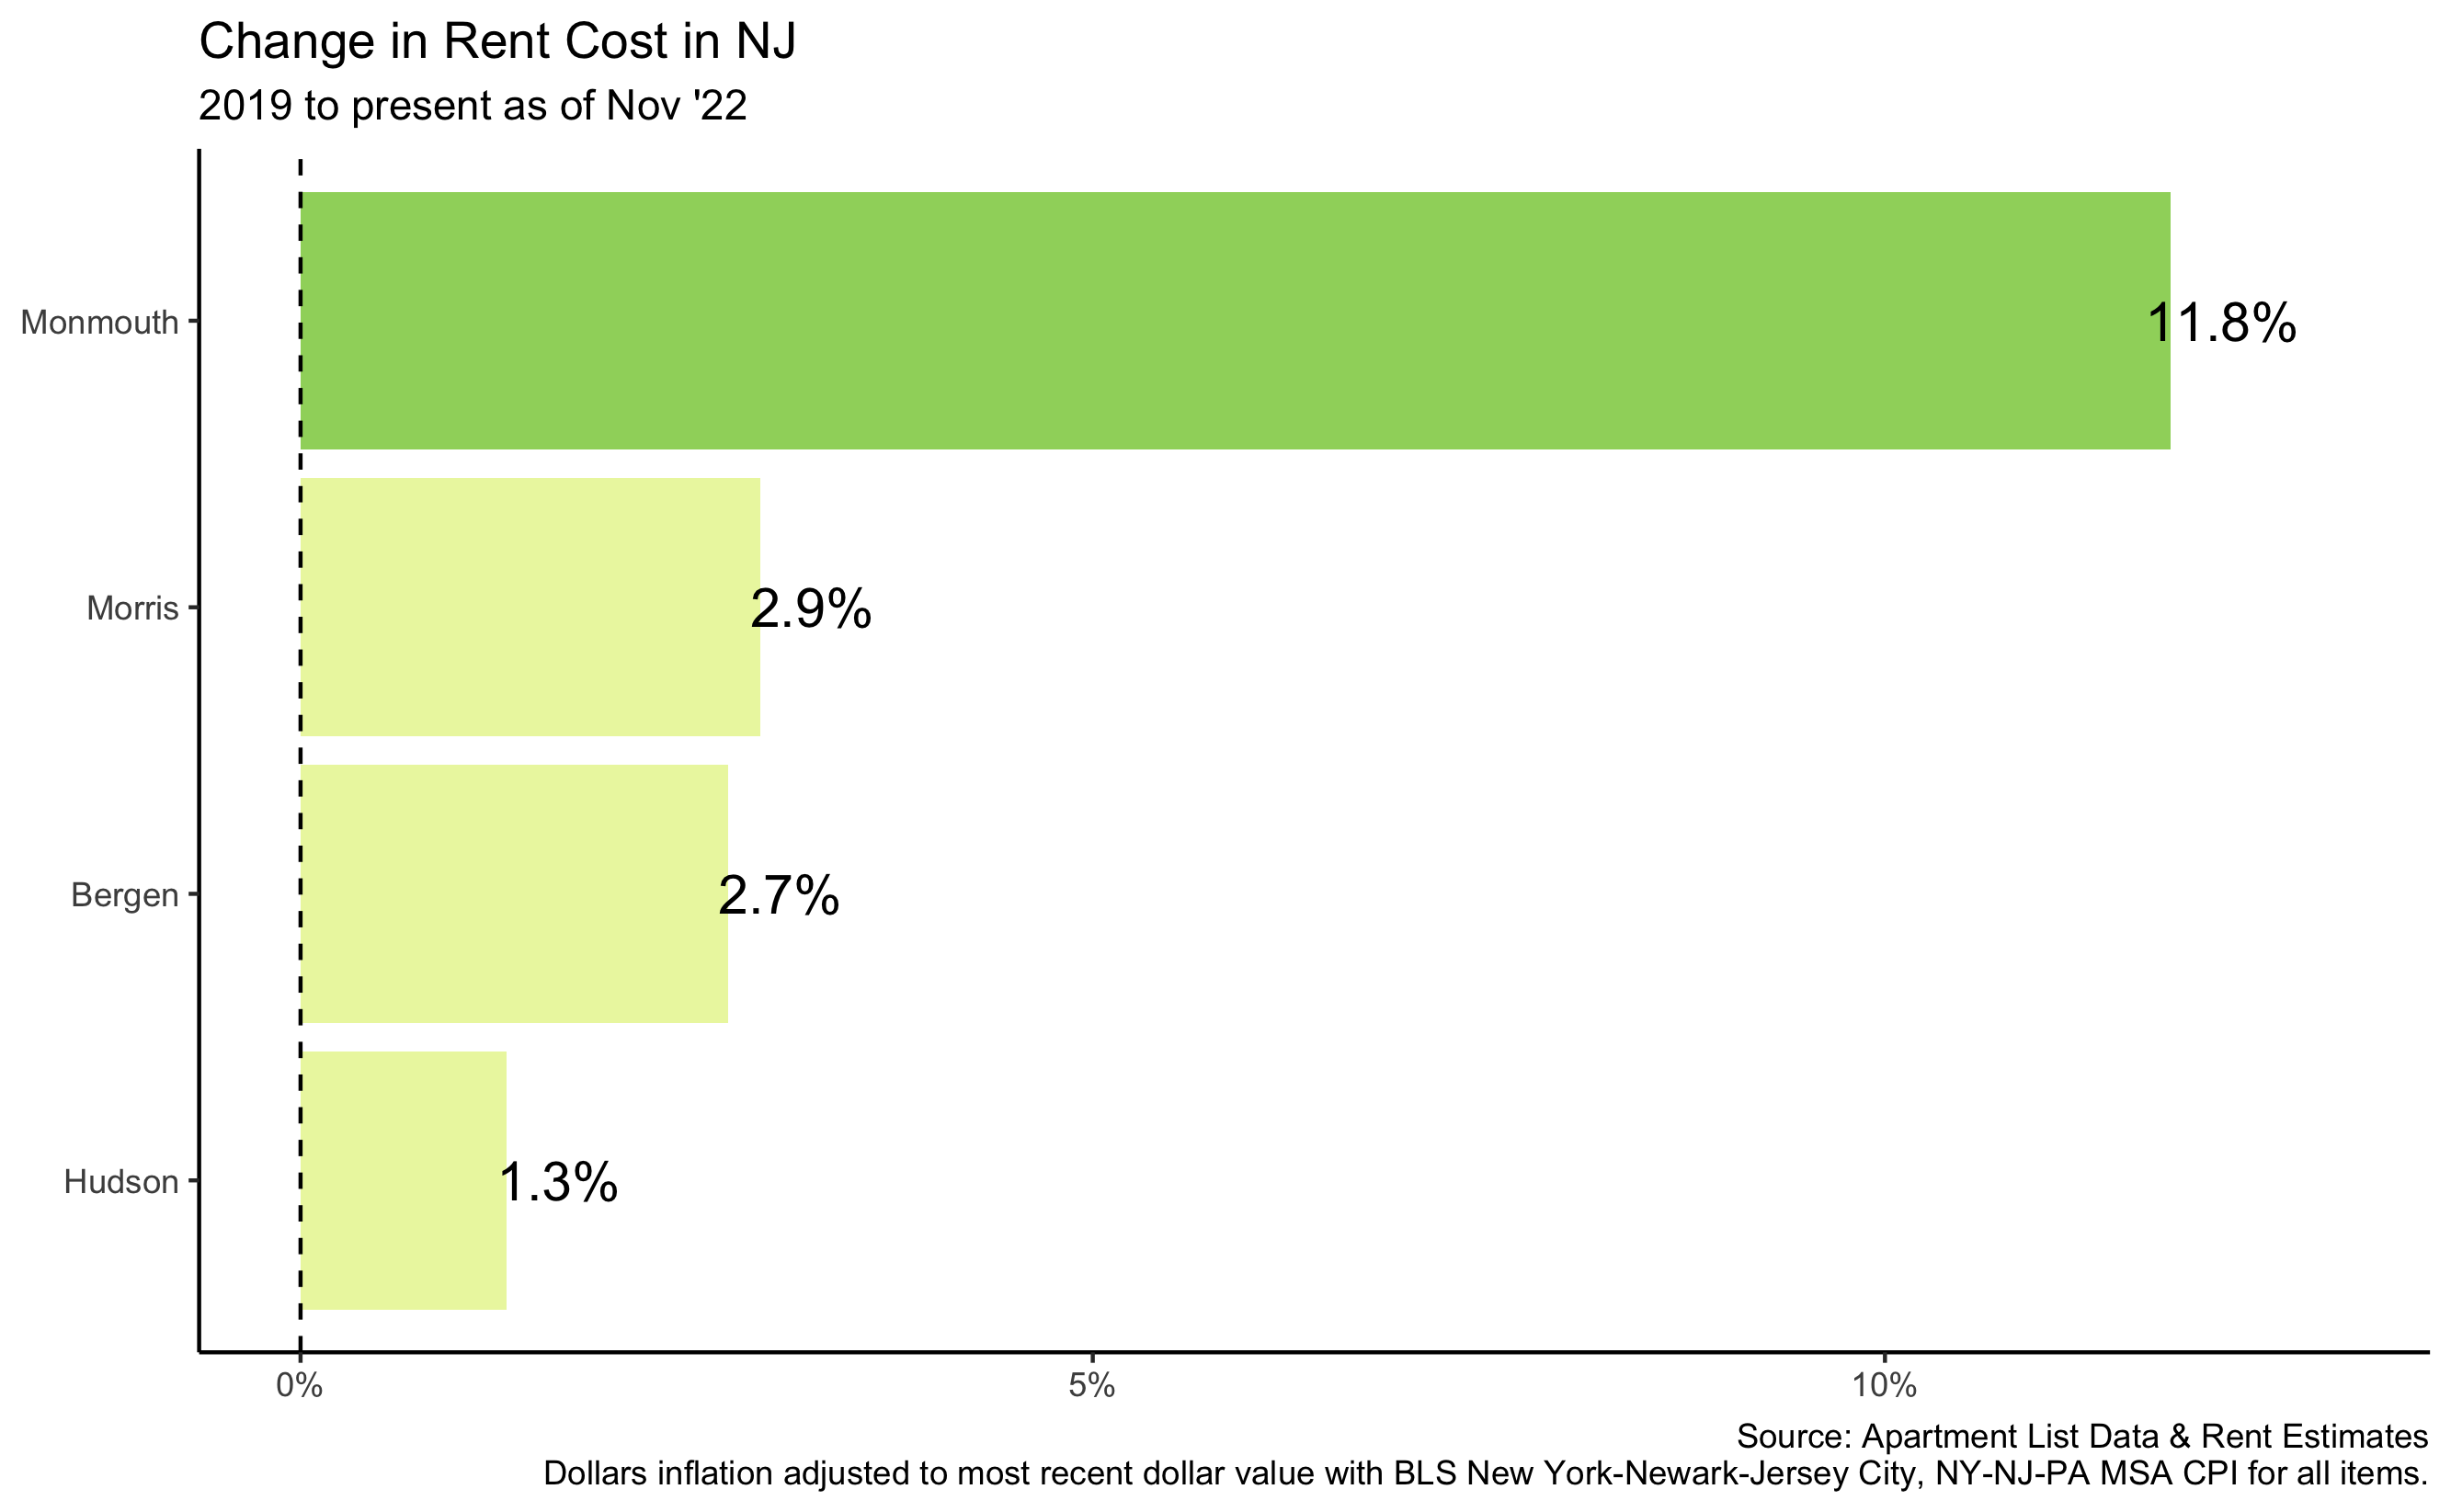 Change in Rent Cost in NJ
2019 to present as of Nov '22
Monmouth
11.8%
Morris
2.9%
Bergen
2.7%
Hudson
1.3%
0%
5%
10%
Source: Apartment List Data & Rent Estimates
Dollars inflation adjusted to most recent dollar value with BLS New York-Newark-Jersey City, NY-NJ-PA MSA CPI for all items.